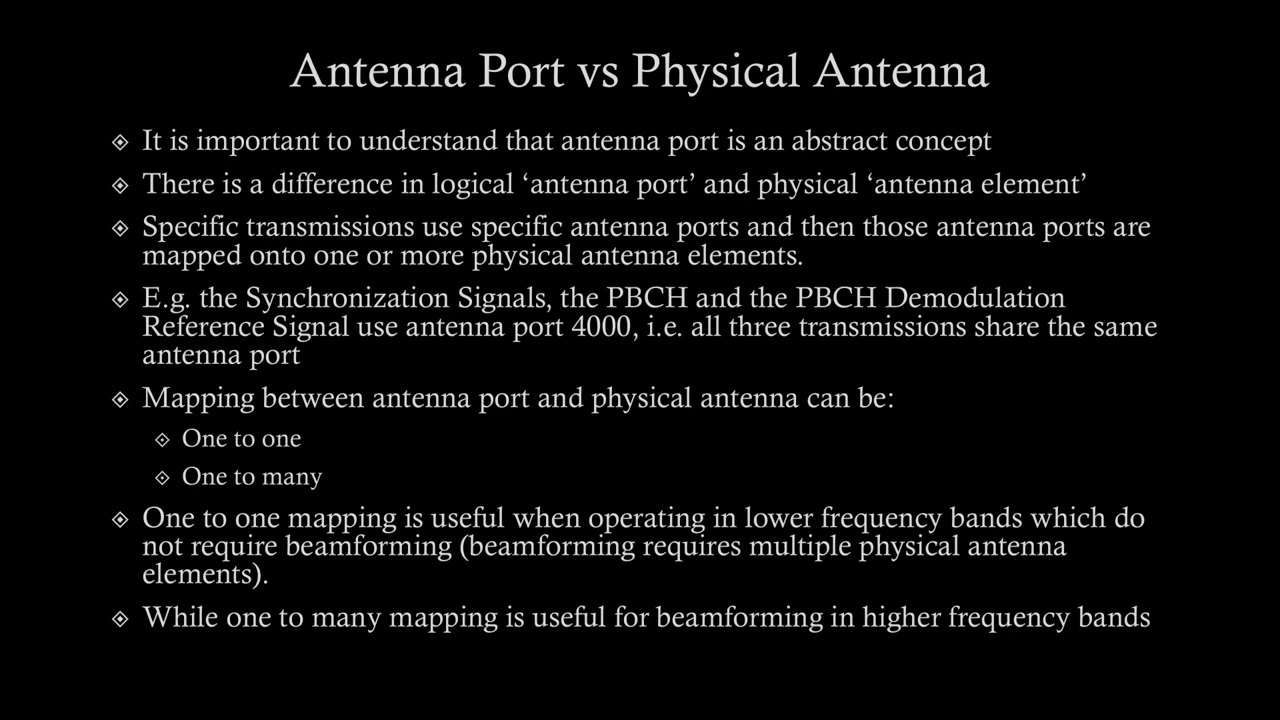 Antenna Port vs Physical Antenna
It is important to understand that antenna port is an abstract concept
There is a difference in logical ‘antenna port’ and physical ‘antenna element’
Specific transmissions use specific antenna ports and then those antenna ports are
mapped onto one or more physical antenna elements.
E.g. the Synchronization Signals, the PBCH and the PBCH Demodulation
Reference Signal use antenna port 4000, i.e. all three transmissions share the same
antenna port
Mapping between antenna port and physical antenna can be:
One to one
One to many
One to one mapping is useful when operating in lower frequency bands which do
not require beamforming (beamforming requires multiple physical antenna
elements).
While one to many mapping is useful for beamforming in higher frequency bands